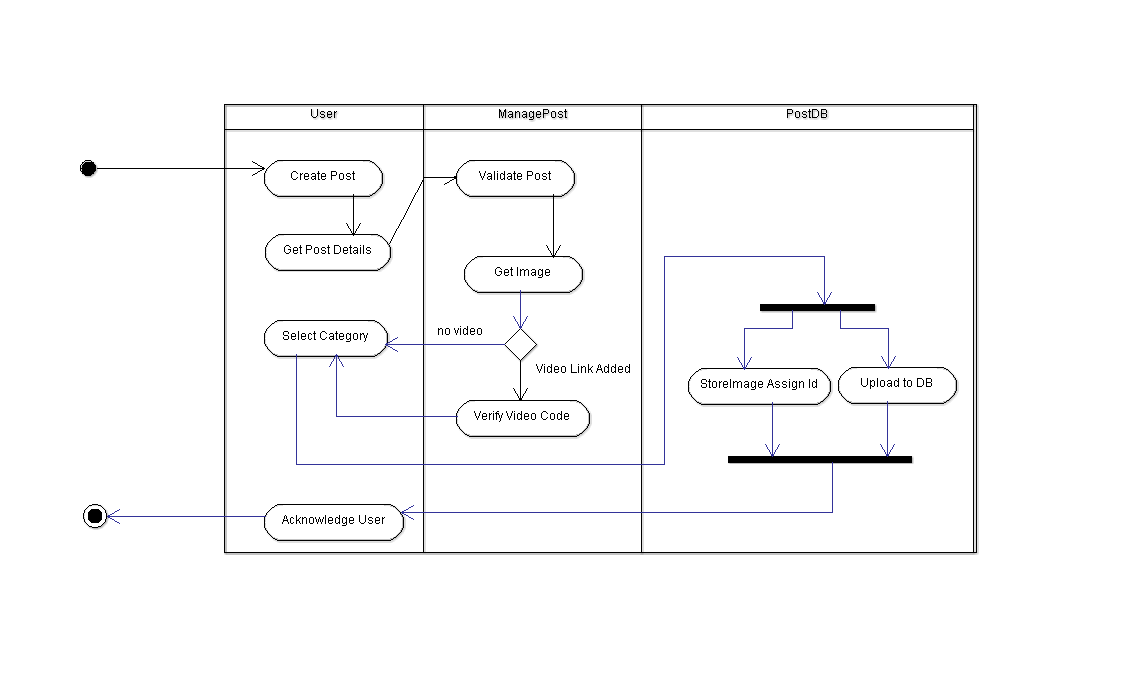 User
ManagePost
PostDB
Create Post
Validate Post
Get Post Details
Get Image
no video
Select Category
Video Link Added
StoreImage Assign Id
Upload to DB
Verify Video Code
Acknowledge User